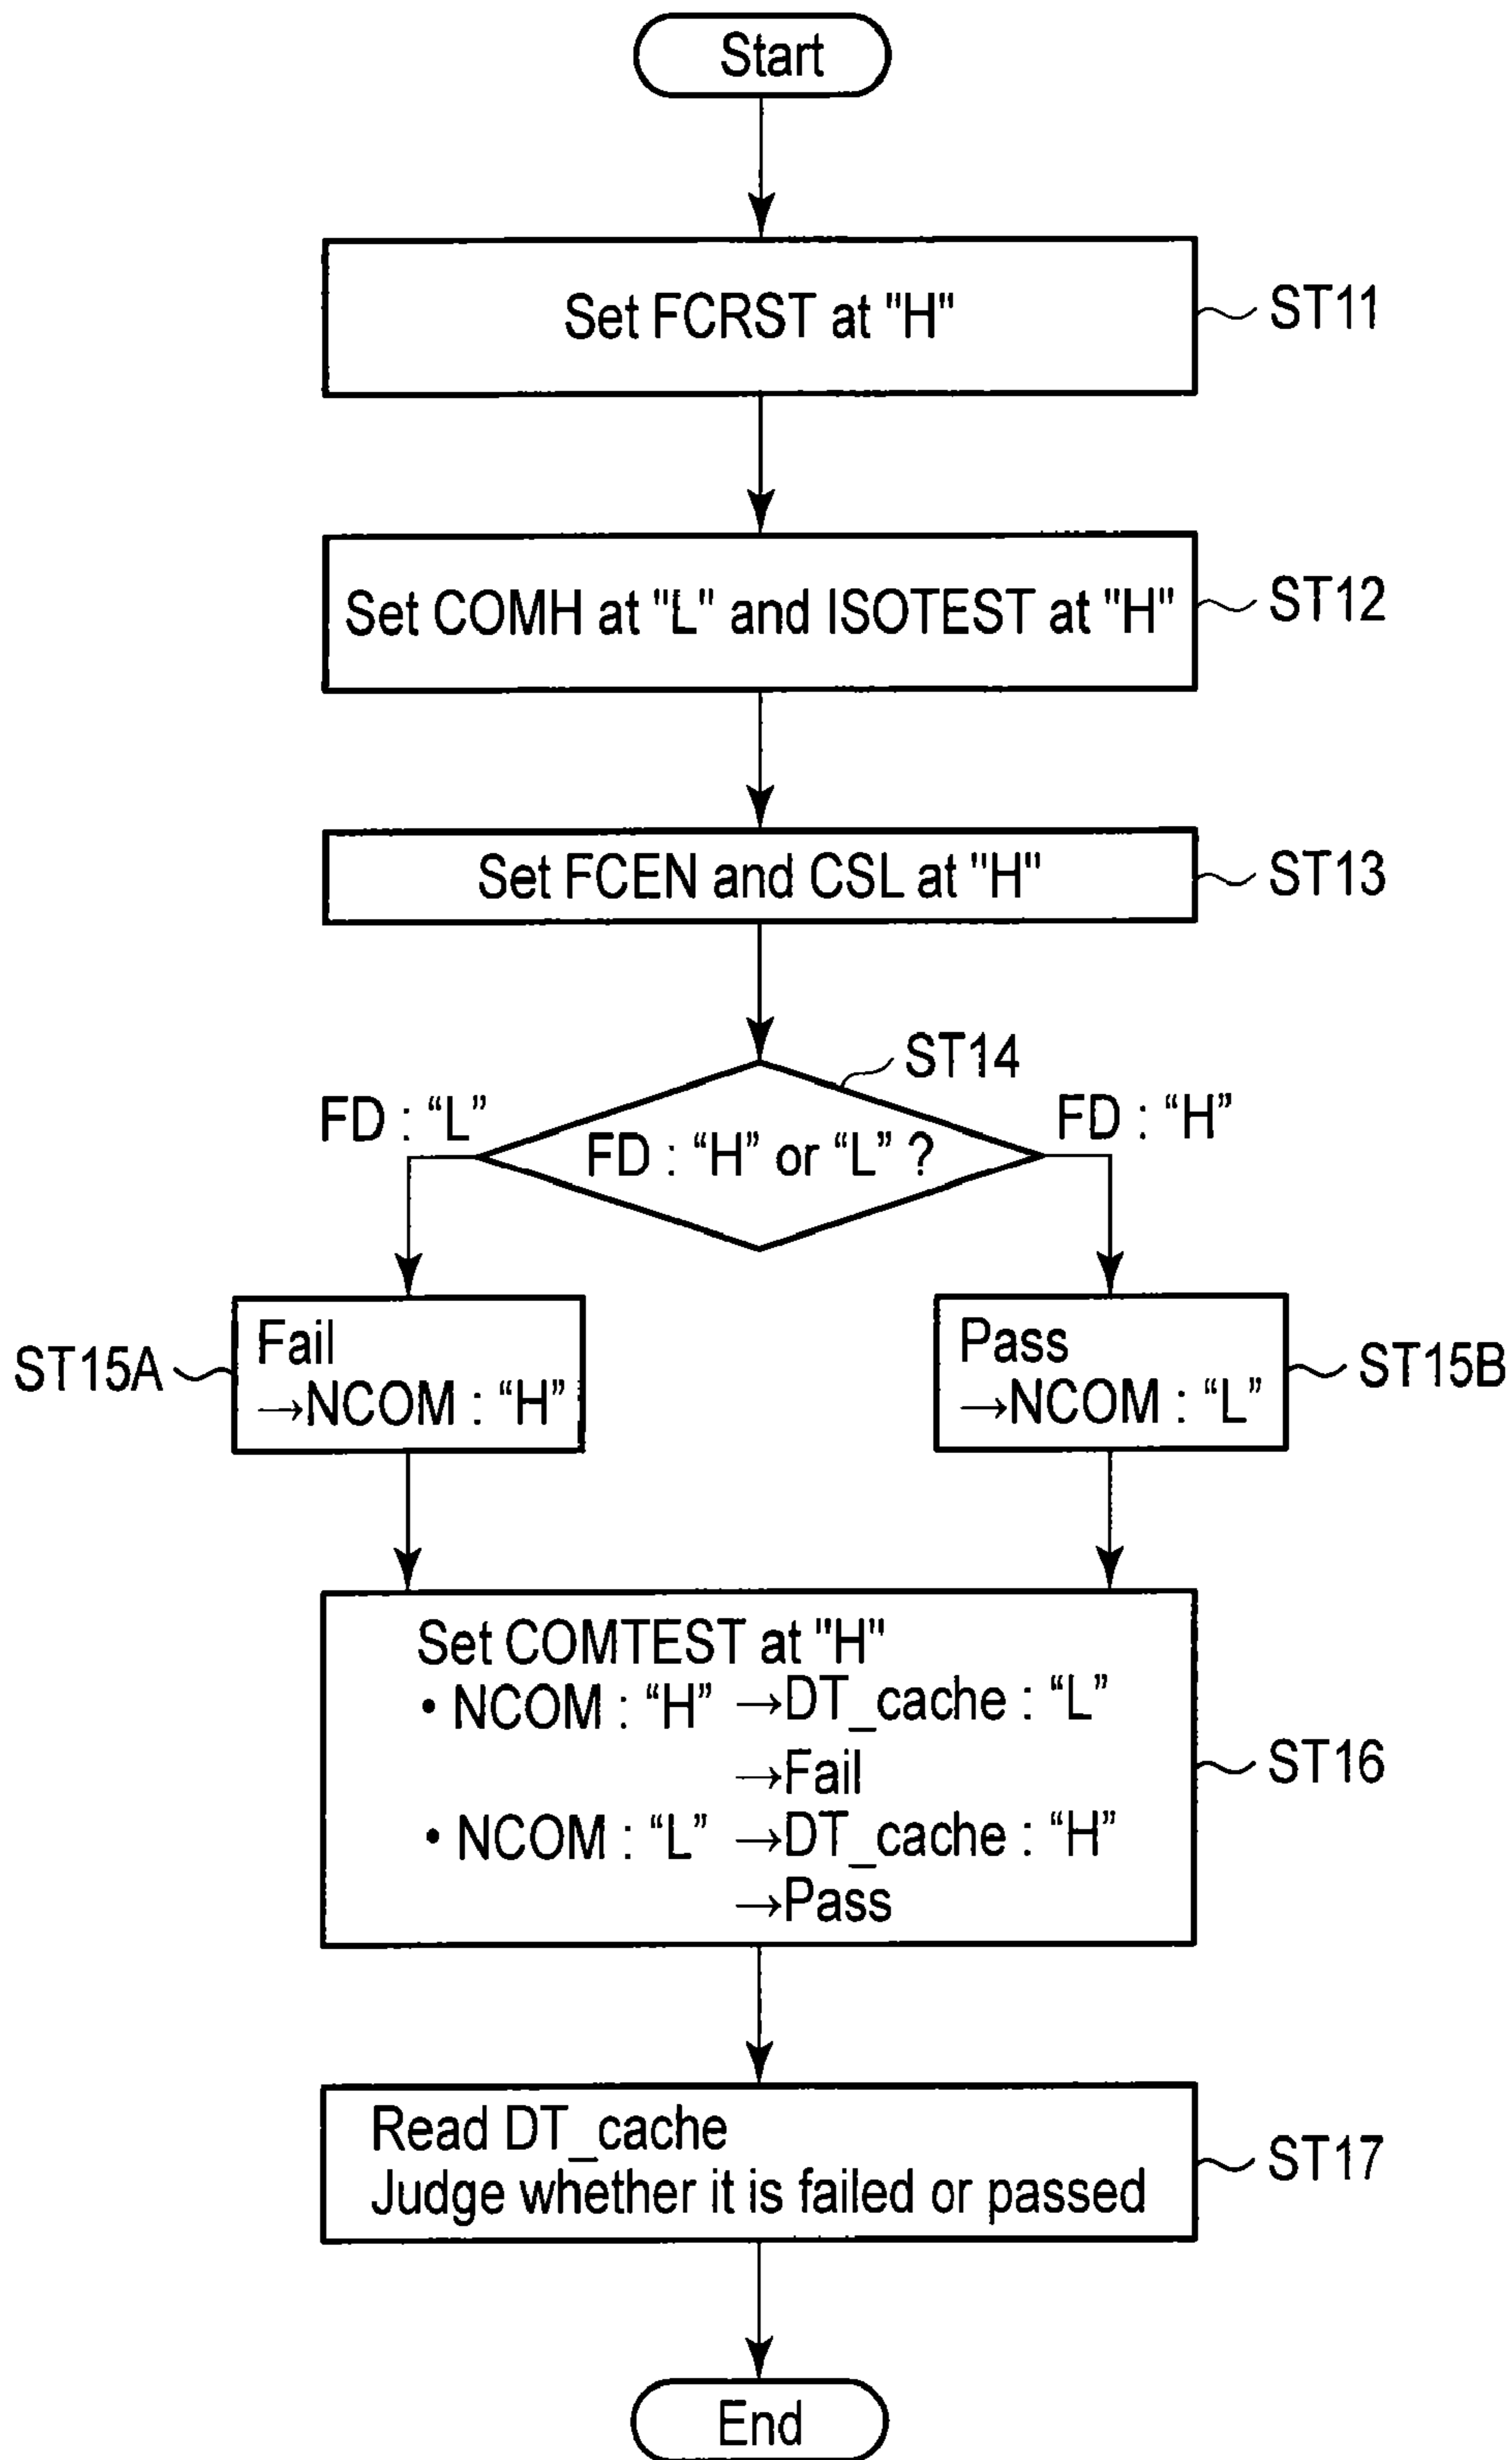 Start
Set FCRST at "H"
ST11
Set COMH at "L" and ISOTEST at "H"
ST12
Set FCEN and CSL at "H"
ST13
ST14
FD : “L”
FD : “H”
FD : “H” or “L” ?
Fail
→NCOM : “H”
ST15A
Pass
→NCOM : “L”
ST15B
Set COMTEST at "H"
• NCOM : “H” →DT_cache : “L”
→Fail
• NCOM : “L” →DT_cache : “H”
→Pass
ST16
Read DT_cache
Judge whether it is failed or passed
ST17
End